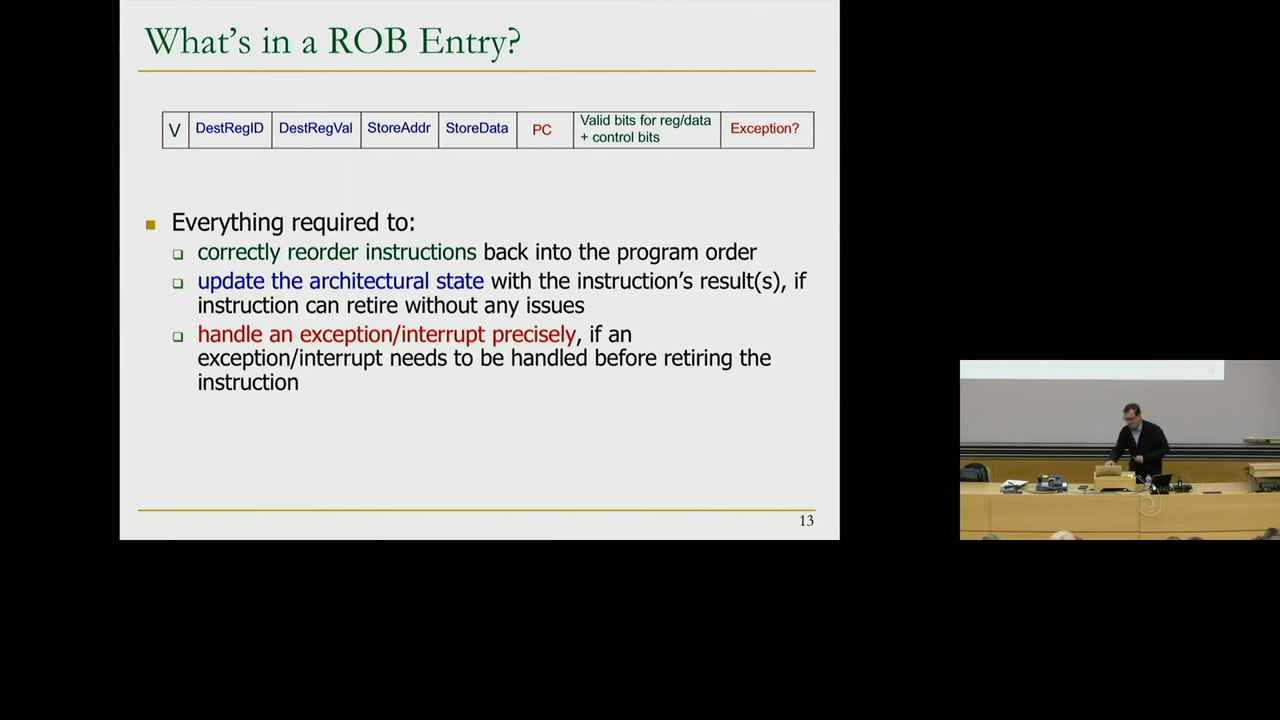 What's in a ROB Entry?
V DestRegID DestRegVal StoreAddr StoreData PC Valid bits for reg/data + control bits Exception?
Everything required to:
correctly reorder instructions back into the program order
update the architectural state with the instruction's result(s), if
instruction can retire without any issues
handle an exception/interrupt precisely, if an
exception/interrupt needs to be handled before retiring the
instruction
13